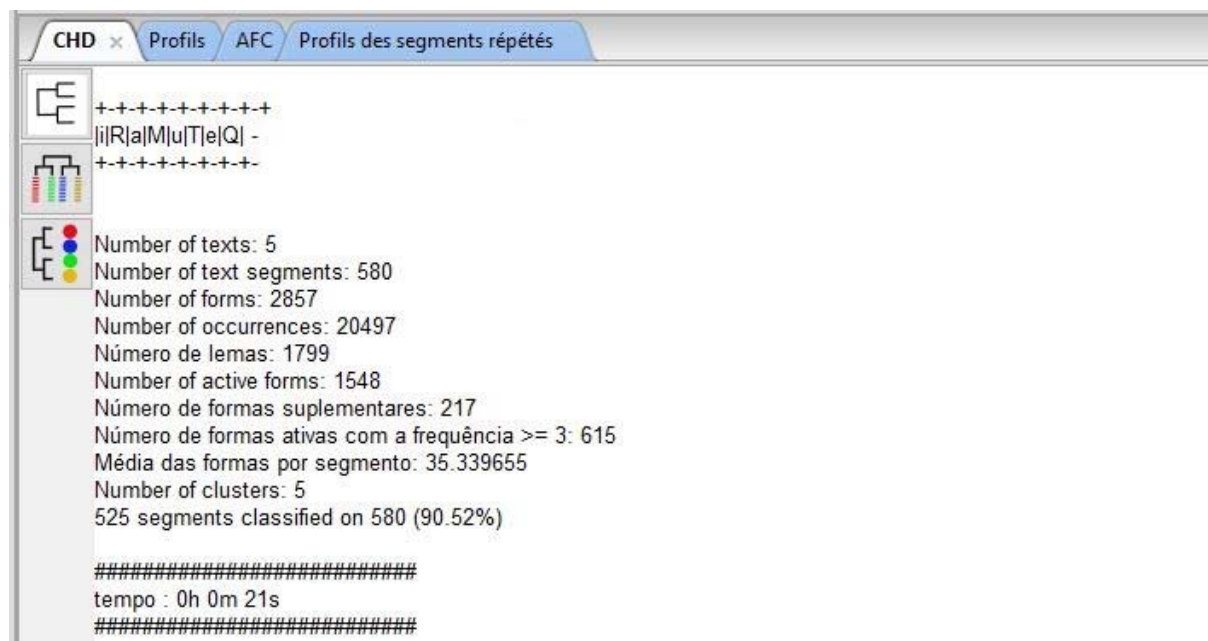 CHD × Profils AFC Profils des segments répétés
+-+-+-+-+-+-+-+-+
|i|R|a|M|u|T|e|Q| -
+-+-+-+-+-+-+-+-
Number of texts: 5
Number of text segments: 580
Number of forms: 2857
Number of occurrences: 20497
Número de lemas: 1799
Number of active forms: 1548
Número de formas suplementares: 217
Número de formas ativas com a frequência >= 3: 615
Média das formas por segmento: 35.339655
Number of clusters: 5
525 segments classified on 580 (90.52%)
###########################
tempo : 0h 0m 21s
###########################